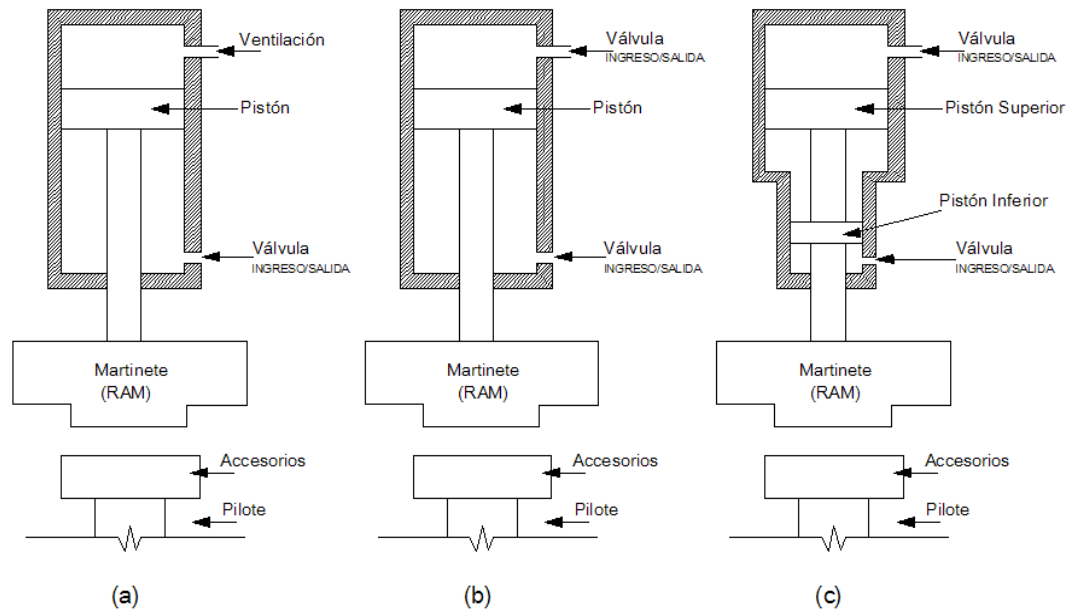 Ventilación
Pistón
Válvula
INGRESO/SALIDA
Martinete
(RAM)
Accesorios
Pilote
(a)
Válvula
INGRESO/SALIDA
Pistón
Válvula
INGRESO/SALIDA
Martinete
(RAM)
Accesorios
Pilote
(b)
Válvula
INGRESO/SALIDA
Pistón Superior
Pistón Inferior
Válvula
INGRESO/SALIDA
Martinete
(RAM)
Accesorios
Pilote
(c)